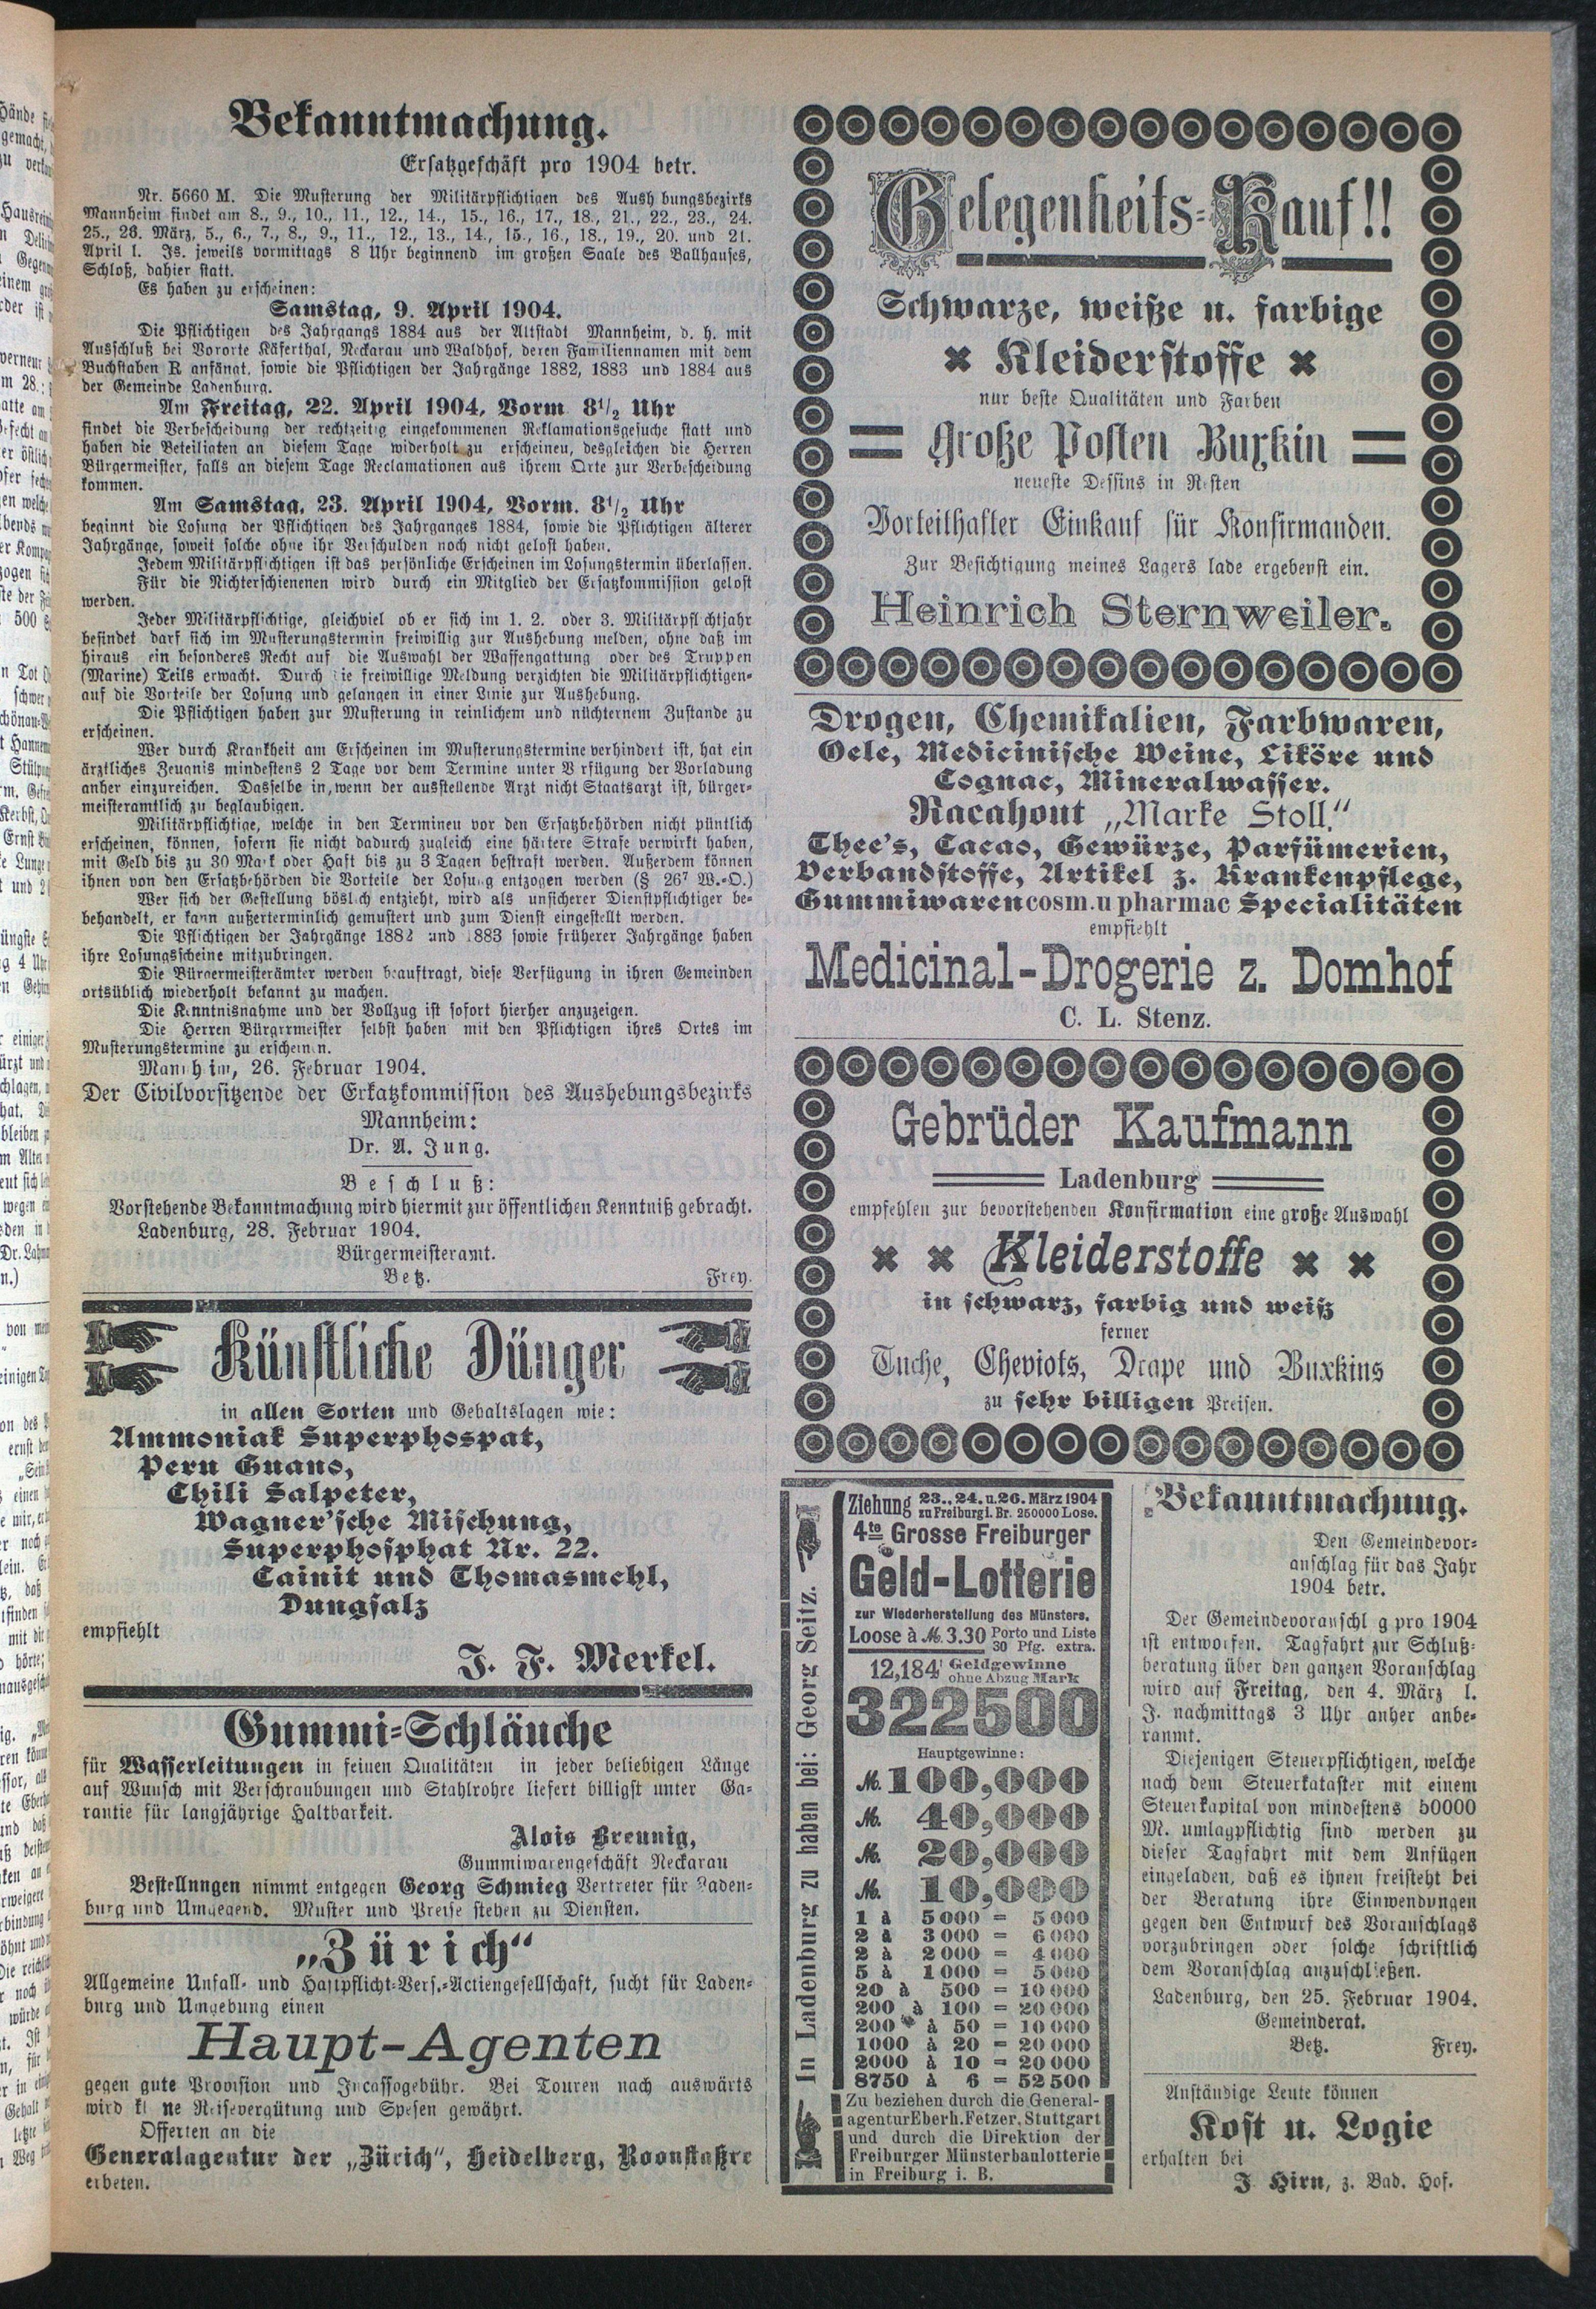 Bekanntmachung.
Ersatzgeschäft pro 1904 betr.
Nr. 5660 M. Die Musterung der Militärpflichtigen des Aush bungsbezirks
Mannheim findet am 8., 9., 10., 11., 12., 14., 15., 16., 17., 18., 21., 22., 23., 24.
25., 26. März, 5., 6., 7., 8., 9., 11., 12., 13., 14., 15., 16., 18., 19., 20. und 21.
April l. Js. jeweils vormittags 8 Uhr beginnend im großen Saale des Ballhauses,
Schloß, dahier statt.
Es haben zu erscheinen:
Samstag, 9. April 1904.
Die Pflichtigen des Jahrgangs 1884 aus der Altstadt Mannheim, d. h. mit
Ausschluß bei Vororte Käferthal, Neckarau und Waldhof, deren Familiennamen mit dem
Buchstaben R anfängt, sowie die Pflichtigen der Jahrgänge 1882, 1883 und 1884 aus
der Gemeinde Ladenburg.
Am Freitag, 22. April 1904, Vorm 8 1/2 Uhr
findet die Verbescheidung der rechtzeitig eingekommenen Reklamationsgesuche statt und
haben die Beteiligten an diesem Tage widerholt zu erscheinen, desgleichen die Herren
Bürgermeister, falls an diesem Tage Reclamationen aus ihrem Orte zur Verbescheidung
kommen.
Am Samstag, 23. April 1904, Vorm. 8 1/2 Uhr
beginnt die Losung der Pflichtigen des Jahrganges 1884, sowie die Pflichtigen älterer
Jahrgänge, soweit solche ohne ihr Verschulden noch nicht gelost haben.
Jedem Militärpflichtigen ist das persönliche Erscheinen im Losungstermin überlassen.
Für die Nichterschienenen wird durch ein Mitglied der Ersatzkommission gelost
werden.
Jeder Militärpflichtige, gleichviel ob er sich im 1. 2. oder 3. Militärpfl chtjahr
befindet darf sich im Musterungstermin freiwillig zur Aushebung melden, ohne daß im
hiraus ein besonderes Recht auf die Auswahl der Waffengattung oder des Truppen
(Marine) Teils erwacht. Durch die freiwillige Meldung verzichten die Militärpflichtigen-
auf die Vorteile der Losung und gelangen in einer Linie zur Aushebung.
Die Pflichtigen haben zur Musterung in reinlichem und nüchternem Zustande zu
erscheinen.
Wer durch Krankheit am Erscheinen im Musterungstermine verhindert ist, hat ein
ärztliches Zeugnis mindestens 2 Tage vor dem Termine unter V rfügung der Vorladung
anher einzureichen. Dasselbe in, wenn der ausstellende Arzt nicht Staatsarzt ist, bürger-
meisteramtlich zu beglaubigen.
Militärpflichtige, welche in den Termineu vor den Ersatzbehörden nicht püntlich
erscheinen, können, sofern sie nicht dadurch zugleich eine härtere Strafe verwirkt haben,
mit Geld bis zu 30 Mark oder Haft bis zu 3 Tagen bestraft werden. Außerdem können
ihnen von den Ersatzbehörden die Vorteile der Losung entzogen werden (§ 26⁷ W.-O.)
Wer sich der Gestellung böslich entzieht, wird als unsicherer Dienstpflichtiger be-
behandelt, er kann außerterminlich gemustert und zum Dienst eingestellt werden.
Die Pflichtigen der Jahrgänge 1882 und 1883 sowie früherer Jahrgänge haben
ihre Losungsscheine mitzubringen.
Die Bürgermeisterämter werden beauftragt, diese Verfügung in ihren Gemeinden
ortsüblich wiederholt bekannt zu machen.
Die Kenntnisnahme und der Vollzug ist sofort hierher anzuzeigen.
Die Herren Bürgrrmeister selbst haben mit den Pflichtigen ihres Ortes im
Musterungstermine zu erscheinen.
Mannheim, 26. Februar 1904.
Der Civilvorsitzende der Erkatzkommission des Aushebungsbezirks
Mannheim:
Dr. A. Jung.
Beschluß:
Vorstehende Bekanntmachung wird hiermit zur öffentlichen Kenntniß gebracht.
Ladenburg, 28. Februar 1904.
Bürgermeisteramt.
Betz. Frey.
Künstliche Dünger
in allen Sorten und Gehaltslagen wie:
Ammoniak Superphospat,
Peru Guano,
Chili Salpeter,
Wagner'sche Mischung,
Superphosphat Nr. 22.
Cainit und Thomasmehl,
Dungsalz
empfiehlt
J. F. Merkel.
Gummi-Schläuche
für Wasserleitungen in feinen Qualitäten in jeder beliebigen Länge
auf Wunsch mit Verschraubungen und Stahlrohre liefert billigst unter Ga-
rantie für langjährige Haltbarkeit.
Alois Breunig,
Gummiwarengeschäft Neckarau
Bestellnngen nimmt entgegen Georg Schmieg Vertreter für Laden-
burg und Umgegend. Muster und Preise stehen zu Diensten.
„Zürich“
Allgemeine Unfall- und Haftpflicht-Vers.-Actiengesellschaft, sucht für Laden-
burg und Umgebung einen
Haupt-Agenten
gegen gute Provision und Incassogebühr. Bei Touren nach auswärts
wird kl ne Reisevergütung und Spesen gewährt.
Offerten an die
Generalagentur der „Zürich“, Heidelberg, Roonstaßre
erbeten.
Gelegenheits-Kauf!!
Schwarze, weiße u. farbige
Kleiderstoffe
nur beste Qualitäten und Farben
Große Posten Buxkin
neueste Dessins in Resten
Vorteilhafter Einkauf für Konfirmanden.
Zur Besichtigung meines Lagers lade ergebenst ein.
Heinrich Sternweiler.
Drogen, Chemikalien, Farbwaren,
Oele, Medicinische Weine, Liköre und
Cognac, Mineralwasser.
Racahout „Marke Stoll.“
Thee's, Cacao, Gewürze, Parfümerien,
Verbandstoffe, Artikel z. Krankenpflege,
Gummiwaren cosm. u pharmac Specialitäten
empfiehlt
Medicinal-Drogerie z. Domhof
C. L. Stenz.
Gebrüder Kaufmann
Ladenburg
empfehlen zur bevorstehenden Konfirmation eine große Auswahl
Kleiderstoffe
in schwarz, farbig und weiß
ferner
Tuche, Cheviots, Drape und Buxkins
zu sehr billigen Preisen.
In Ladenburg zu haben bei: Georg Seitz.
Ziehung 23., 24. u. 26. März 1904
zu Freiburg i. Br. 250000 Lose.
4te Grosse Freiburger
Geld-Lotterie
zur Wiederherstellung des Münsters.
Loose à M. 3.30 Porto und Liste
30 Pfg. extra.
12,184 Geldgewinne
ohne Abzug Mark
322500
Hauptgewinne:
M. 100,000
M. 40,000
M. 20,000
M. 10,000
1 à 5000 = 5000
2 à 3000 = 6000
2 à 2000 = 4000
5 à 1000 = 5000
20 à 500 = 10000
200 à 100 = 20000
200 à 50 = 10000
1000 à 20 = 20000
2000 à 10 = 20000
8750 à 6 = 52500
Zu beziehen durch die General-
agentur Eberh. Fetzer, Stuttgart
und durch die Direktion der
Freiburger Münsterbaulotterie
in Freiburg i. B.
Bekanntmachung.
Den Gemeindevor-
anschlag für das Jahr
1904 betr.
Der Gemeindevoranschl g pro 1904
ist entworfen. Tagfahrt zur Schluß-
beratung über den ganzen Voranschlag
wird auf Freitag, den 4. März l.
J. nachmittags 3 Uhr anher anbe-
raumt.
Diejenigen Steuerpflichtigen, welche
nach dem Steuerkataster mit einem
Steuerkapital von mindestens 50000
M. umlagpflichtig sind werden zu
dieser Tagfahrt mit dem Anfügen
eingeladen, daß es ihnen freisteht bei
der Beratung ihre Einwendungen
gegen den Entwurf des Voranschlags
vorzubringen oder solche schriftlich
dem Voranschlag anzuschließen.
Ladenburg, den 25. Februar 1904.
Gemeinderat.
Betz. Frey.
Anständige Leute können
Kost u. Logie
erhalten bei
J. Hirn, z. Bad. Hof.